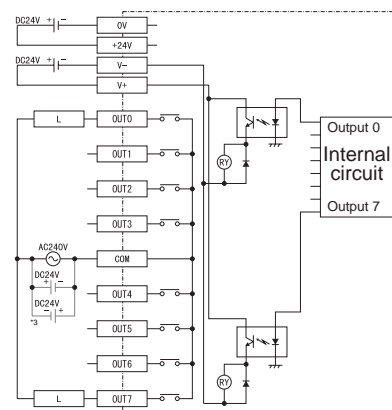 DC24V + −
0V
+24V
DC24V + −
V−
V+
L
OUT0
OUT1
OUT2
OUT3
AC240V
COM
DC24V
+ −
DC24V
− +
*3
OUT4
OUT5
OUT6
L
OUT7
RY
RY
Output 0
Internal
circuit
Output 7